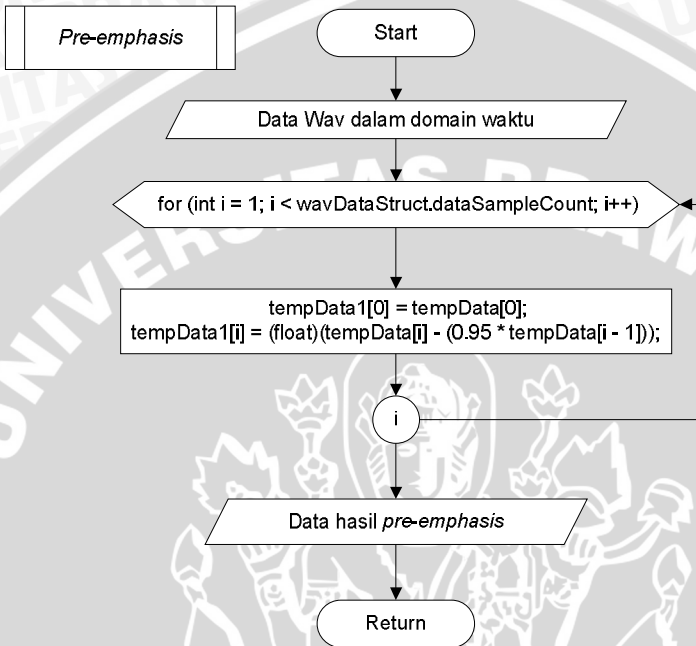 Pre-emphasis
Start
Data Wav dalam domain waktu
for (int i = 1; i < wavDataStruct.dataSampleCount; i++)
tempData1[0] = tempData[0];
tempData1[i] = (float)(tempData[i] - (0.95 * tempData[i - 1]));
i
Data hasil pre-emphasis
Return